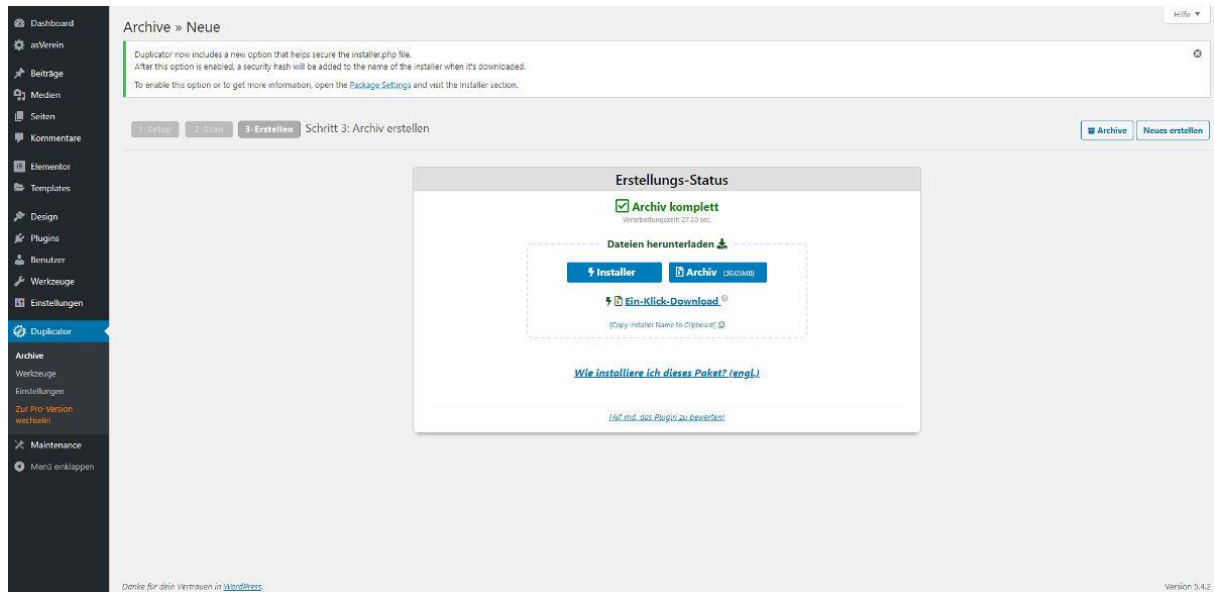 Hilfe
Dashboard
asVerein
Beiträge
Medien
Seiten
Kommentare
Elementor
Templates
Design
Plugins
Benutzer
Werkzeuge
Einstellungen
Duplicator
Archive
Werkzeuge
Einstellungen
Zur Pro-Version
wechseln!
Maintenance
Menü einklappen
Archive » Neue
Duplicator now includes a new option that helps secure the installer.php file.
After this option is enabled, a security hash will be added to the name of the installer when it's downloaded.
To enable this option or to get more information, open the Package Settings and visit the Installer section.
1-Setup 2-Scan 3-Erstellen Schritt 3: Archiv erstellen
Archive Neues erstellen
Erstellungs-Status
Archiv komplett
Verarbeitungszeit: 27.20 sec.
Dateien herunterladen
Installer Archiv (30.05MB)
Ein-Klick-Download
[Copy Installer Name to Clipboard]
Wie installiere ich dieses Paket? (engl.)
Hilf mit, das Plugin zu bewerten!
Danke für dein Vertrauen in WordPress.
Version 5.4.2